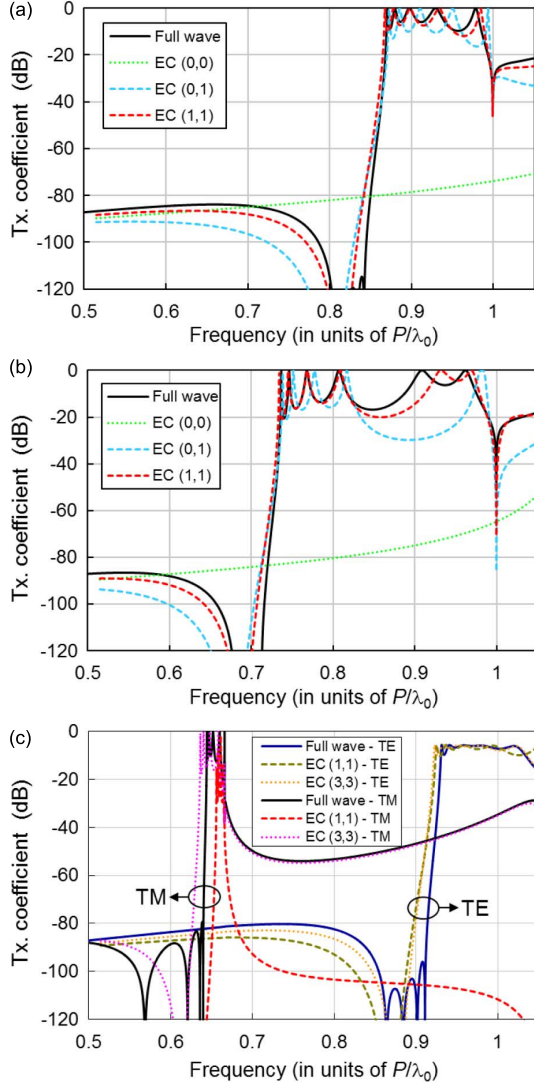 (a)
Tx. coefficient (dB)
0
-20
-40
-60
-80
-100
-120
Full wave
EC (0,0)
EC (0,1)
EC (1,1)
0.5
0.6
0.7
0.8
0.9
1
Frequency (in units of P/λ0)
(b)
Tx. coefficient (dB)
0
-20
-40
-60
-80
-100
-120
Full wave
EC (0,0)
EC (0,1)
EC (1,1)
0.5
0.6
0.7
0.8
0.9
1
Frequency (in units of P/λ0)
(c)
Tx. coefficient (dB)
0
-20
-40
-60
-80
-100
-120
Full wave - TE
EC (1,1) - TE
EC (3,3) - TE
Full wave - TM
EC (1,1) - TM
EC (3,3) - TM
TM
TE
0.5
0.6
0.7
0.8
0.9
1
Frequency (in units of P/λ0)